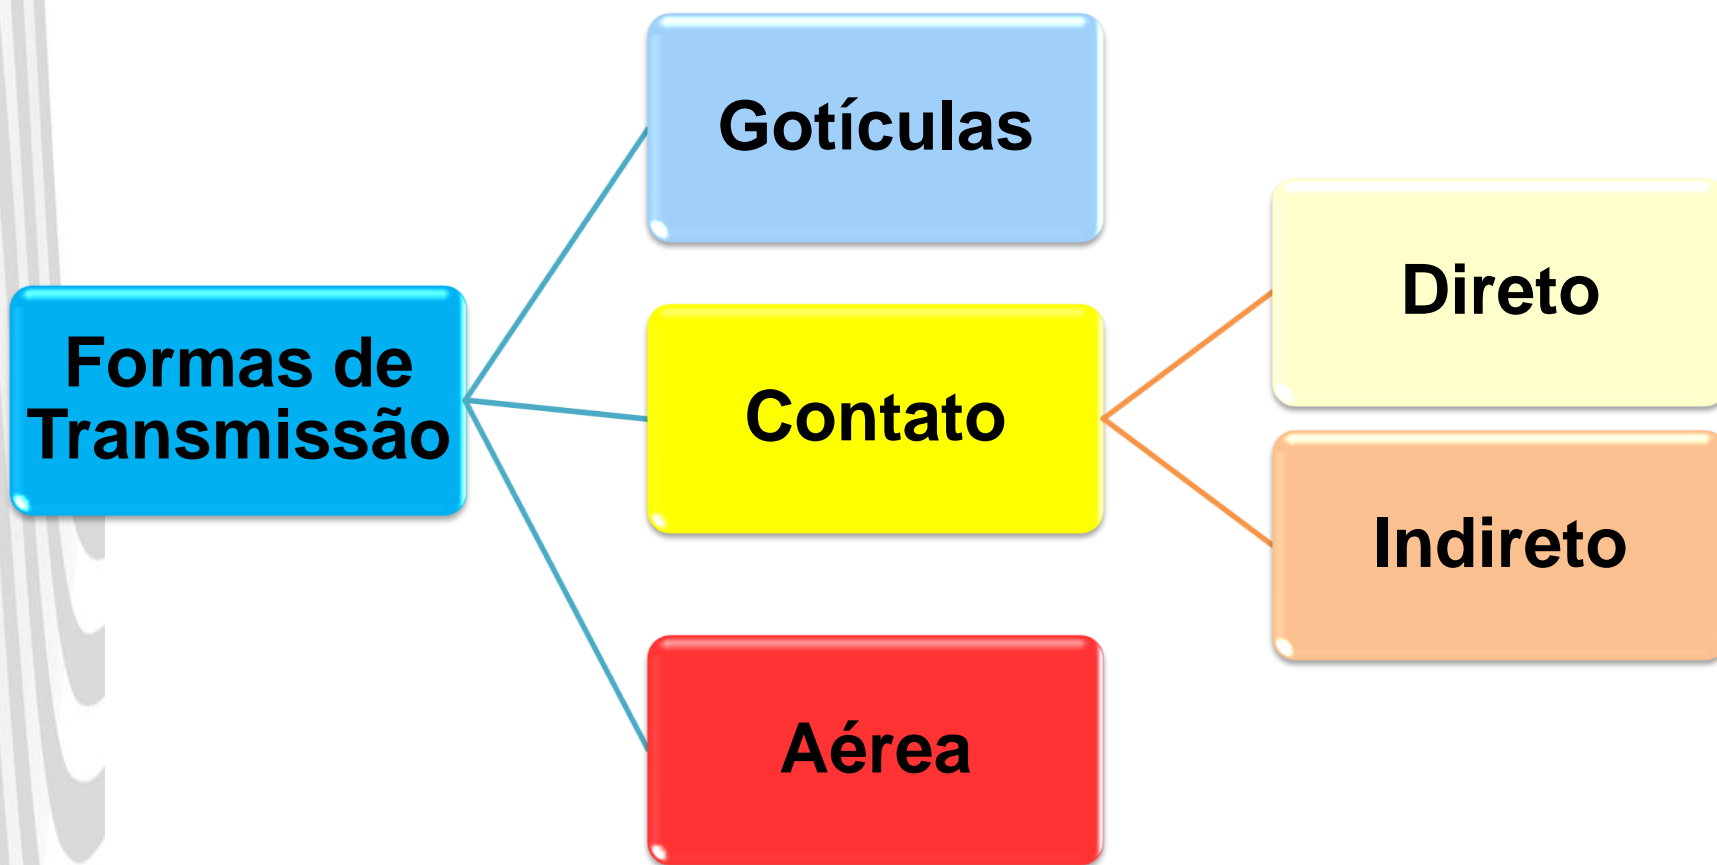 Formas de
Transmissão
Gotículas
Contato
Aérea
Direto
Indireto